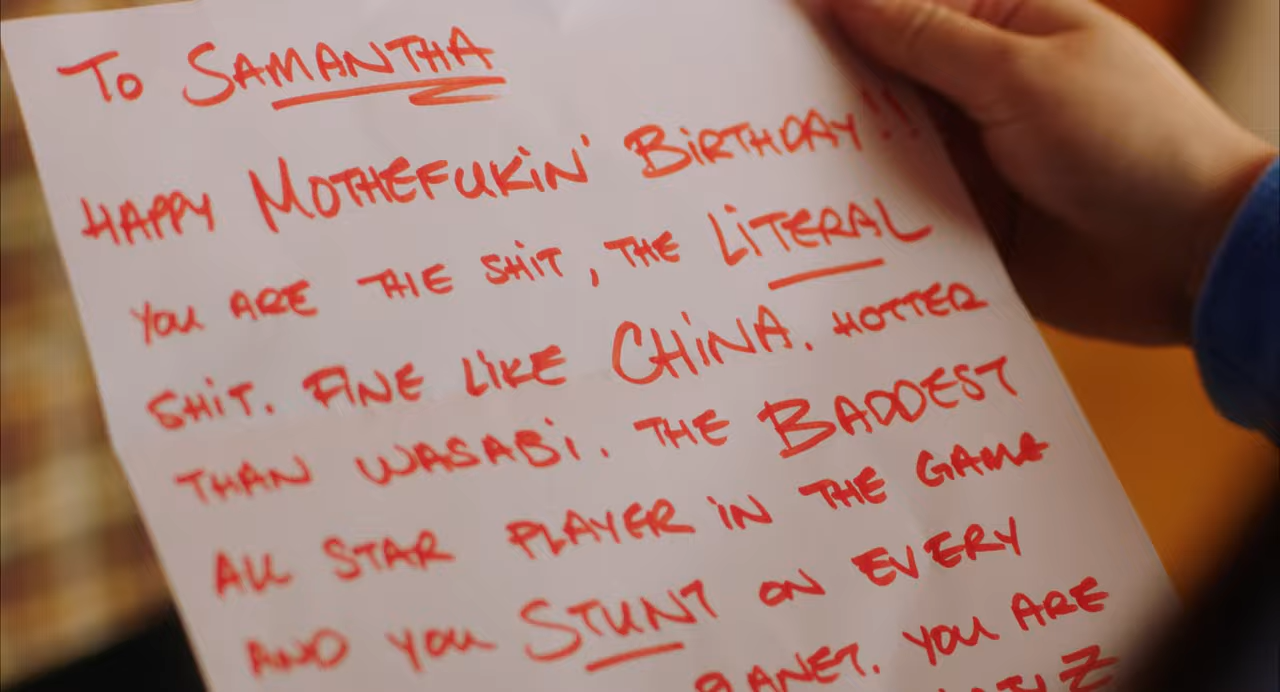 To SAMANTHA
HAPPY MOTHEFUKiN' BiRTHDAY!!
You ARE THE SHiT, THE LiTERAL
SHiT. FiNE LiKE CHiNA. HOTTER
THAN WASABi. THE BADDEST
All STAR PLAYER iN THE GAME
AND you STUNT ON EVERY
PLANET. you ARE